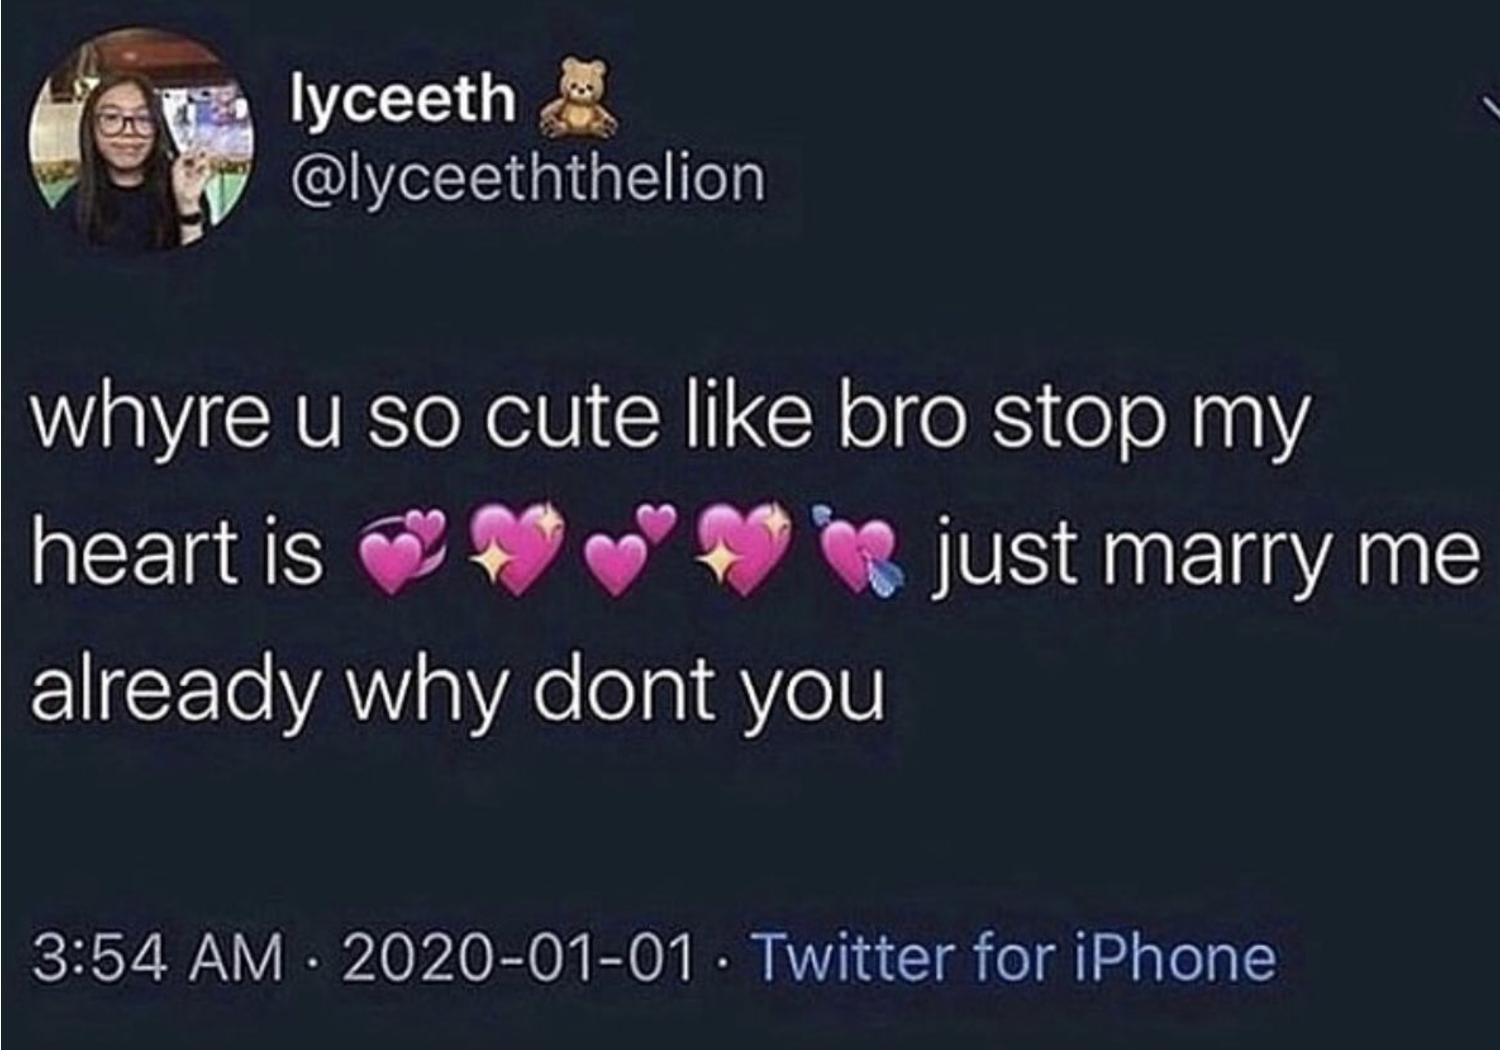 lyceeth 🧸
@lyceeththelion
whyre u so cute like bro stop my
heart is 💞💖💕💖💘 just marry me
already why dont you
3:54 AM · 2020-01-01 · Twitter for iPhone